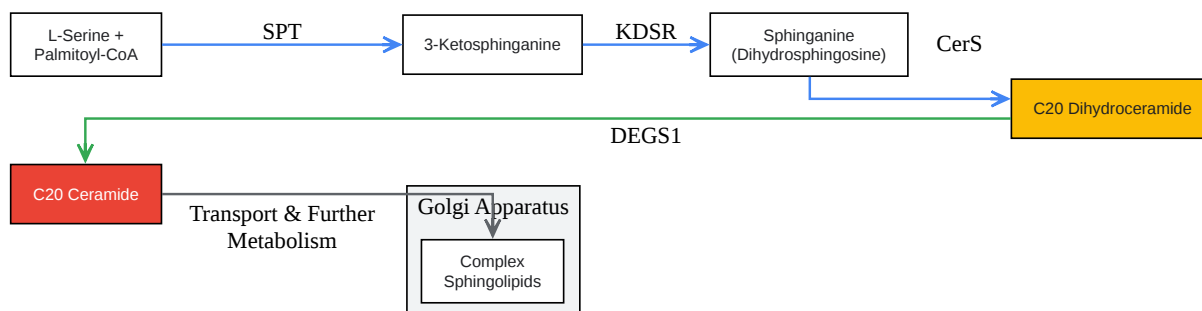 L-Serine +
Palmitoyl-CoA
SPT
3-Ketosphinganine
KDSR
Sphinganine
(Dihydrosphingosine)
CerS
C20 Dihydroceramide
DEGS1
C20 Ceramide
Transport & Further
Metabolism
Golgi Apparatus
Complex
Sphingolipids